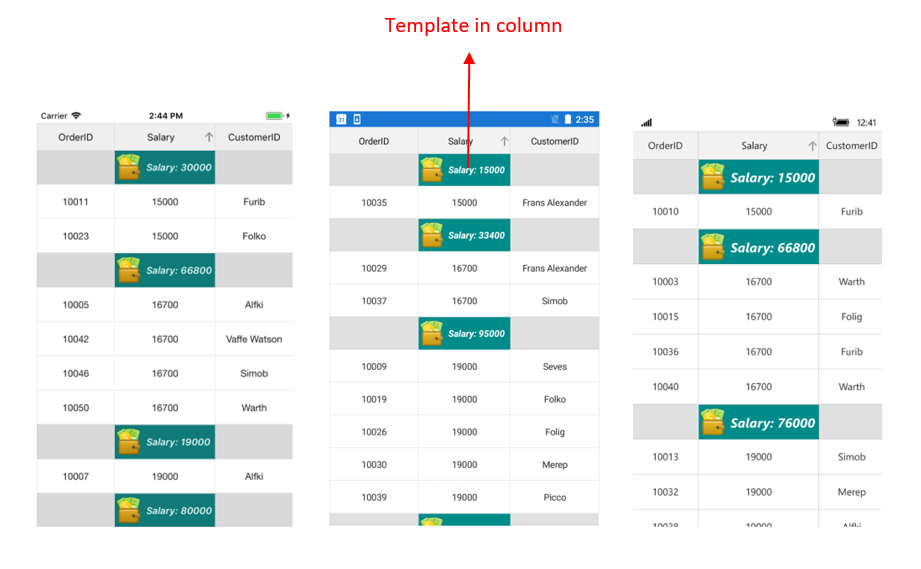 Template in column
Carrier 2:44 PM
OrderID Salary CustomerID
Salary: 30000
10011 15000 Furib
10023 15000 Folko
Salary: 66800
10005 16700 Alfki
10042 16700 Vaffe Watson
10046 16700 Simob
10050 16700 Warth
Salary: 19000
10007 19000 Alfki
Salary: 80000
31 2:35
OrderID Salary CustomerID
Salary: 15000
10035 15000 Frans Alexander
Salary: 33400
10029 16700 Frans Alexander
10037 16700 Simob
Salary: 95000
10009 19000 Seves
10019 19000 Folko
10026 19000 Folig
10030 19000 Merep
10039 19000 Picco
12:41
OrderID Salary CustomerID
Salary: 15000
10010 15000 Furib
Salary: 66800
10003 16700 Warth
10015 16700 Folig
10036 16700 Furib
10040 16700 Warth
Salary: 76000
10013 19000 Simob
10032 19000 Merep
10038 19000 Alfki